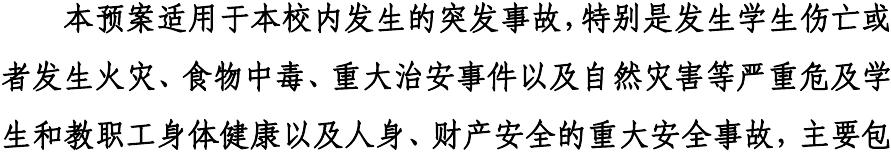 本预案适用于本校内发生的突发事故，特别是发生学生伤亡或
者发生火灾、食物中毒、重大治安事件以及自然灾害等严重危及学
生和教职工身体健康以及人身、财产安全的重大安全事故，主要包